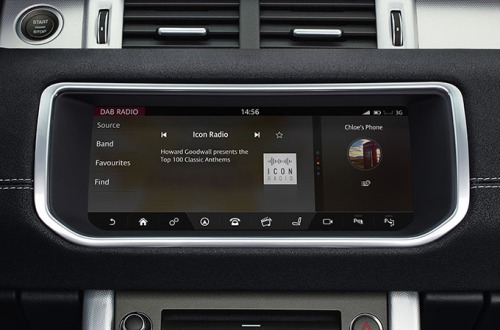 START
STOP
DAB RADIO
14:56
3G
Source
Icon Radio
Chloe's Phone
Band
Howard Goodwall presents the
Top 100 Classic Anthems
Favourites
ICON
RADIO
Find